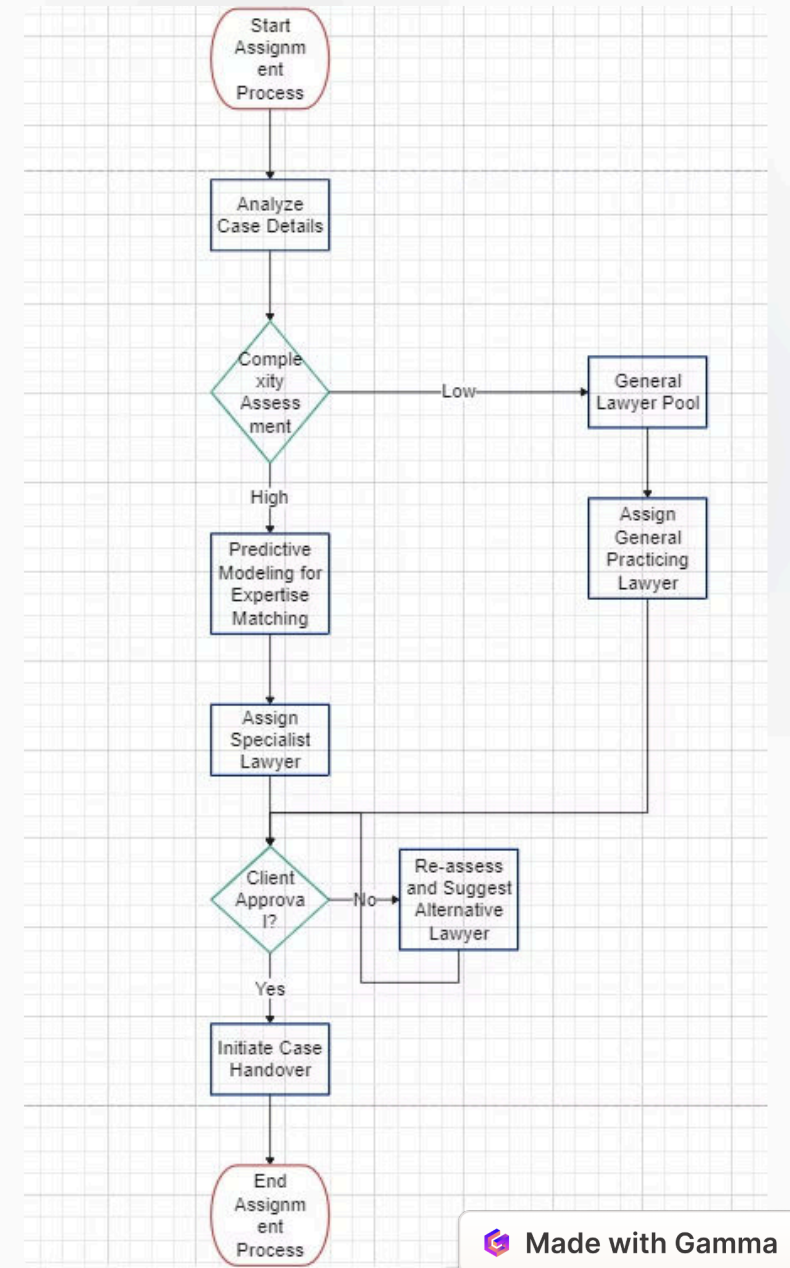 Start
Assignm
ent
Process
Analyze
Case Details
Comple
xity
Assess
ment
Low
General
Lawyer Pool
High
Assign
General
Practicing
Lawyer
Predictive
Modeling for
Expertise
Matching
Assign
Specialist
Lawyer
Client
Approva
l?
No
Re-assess
and Suggest
Alternative
Lawyer
Yes
Initiate Case
Handover
End
Assignm
ent
Process
Made with Gamma